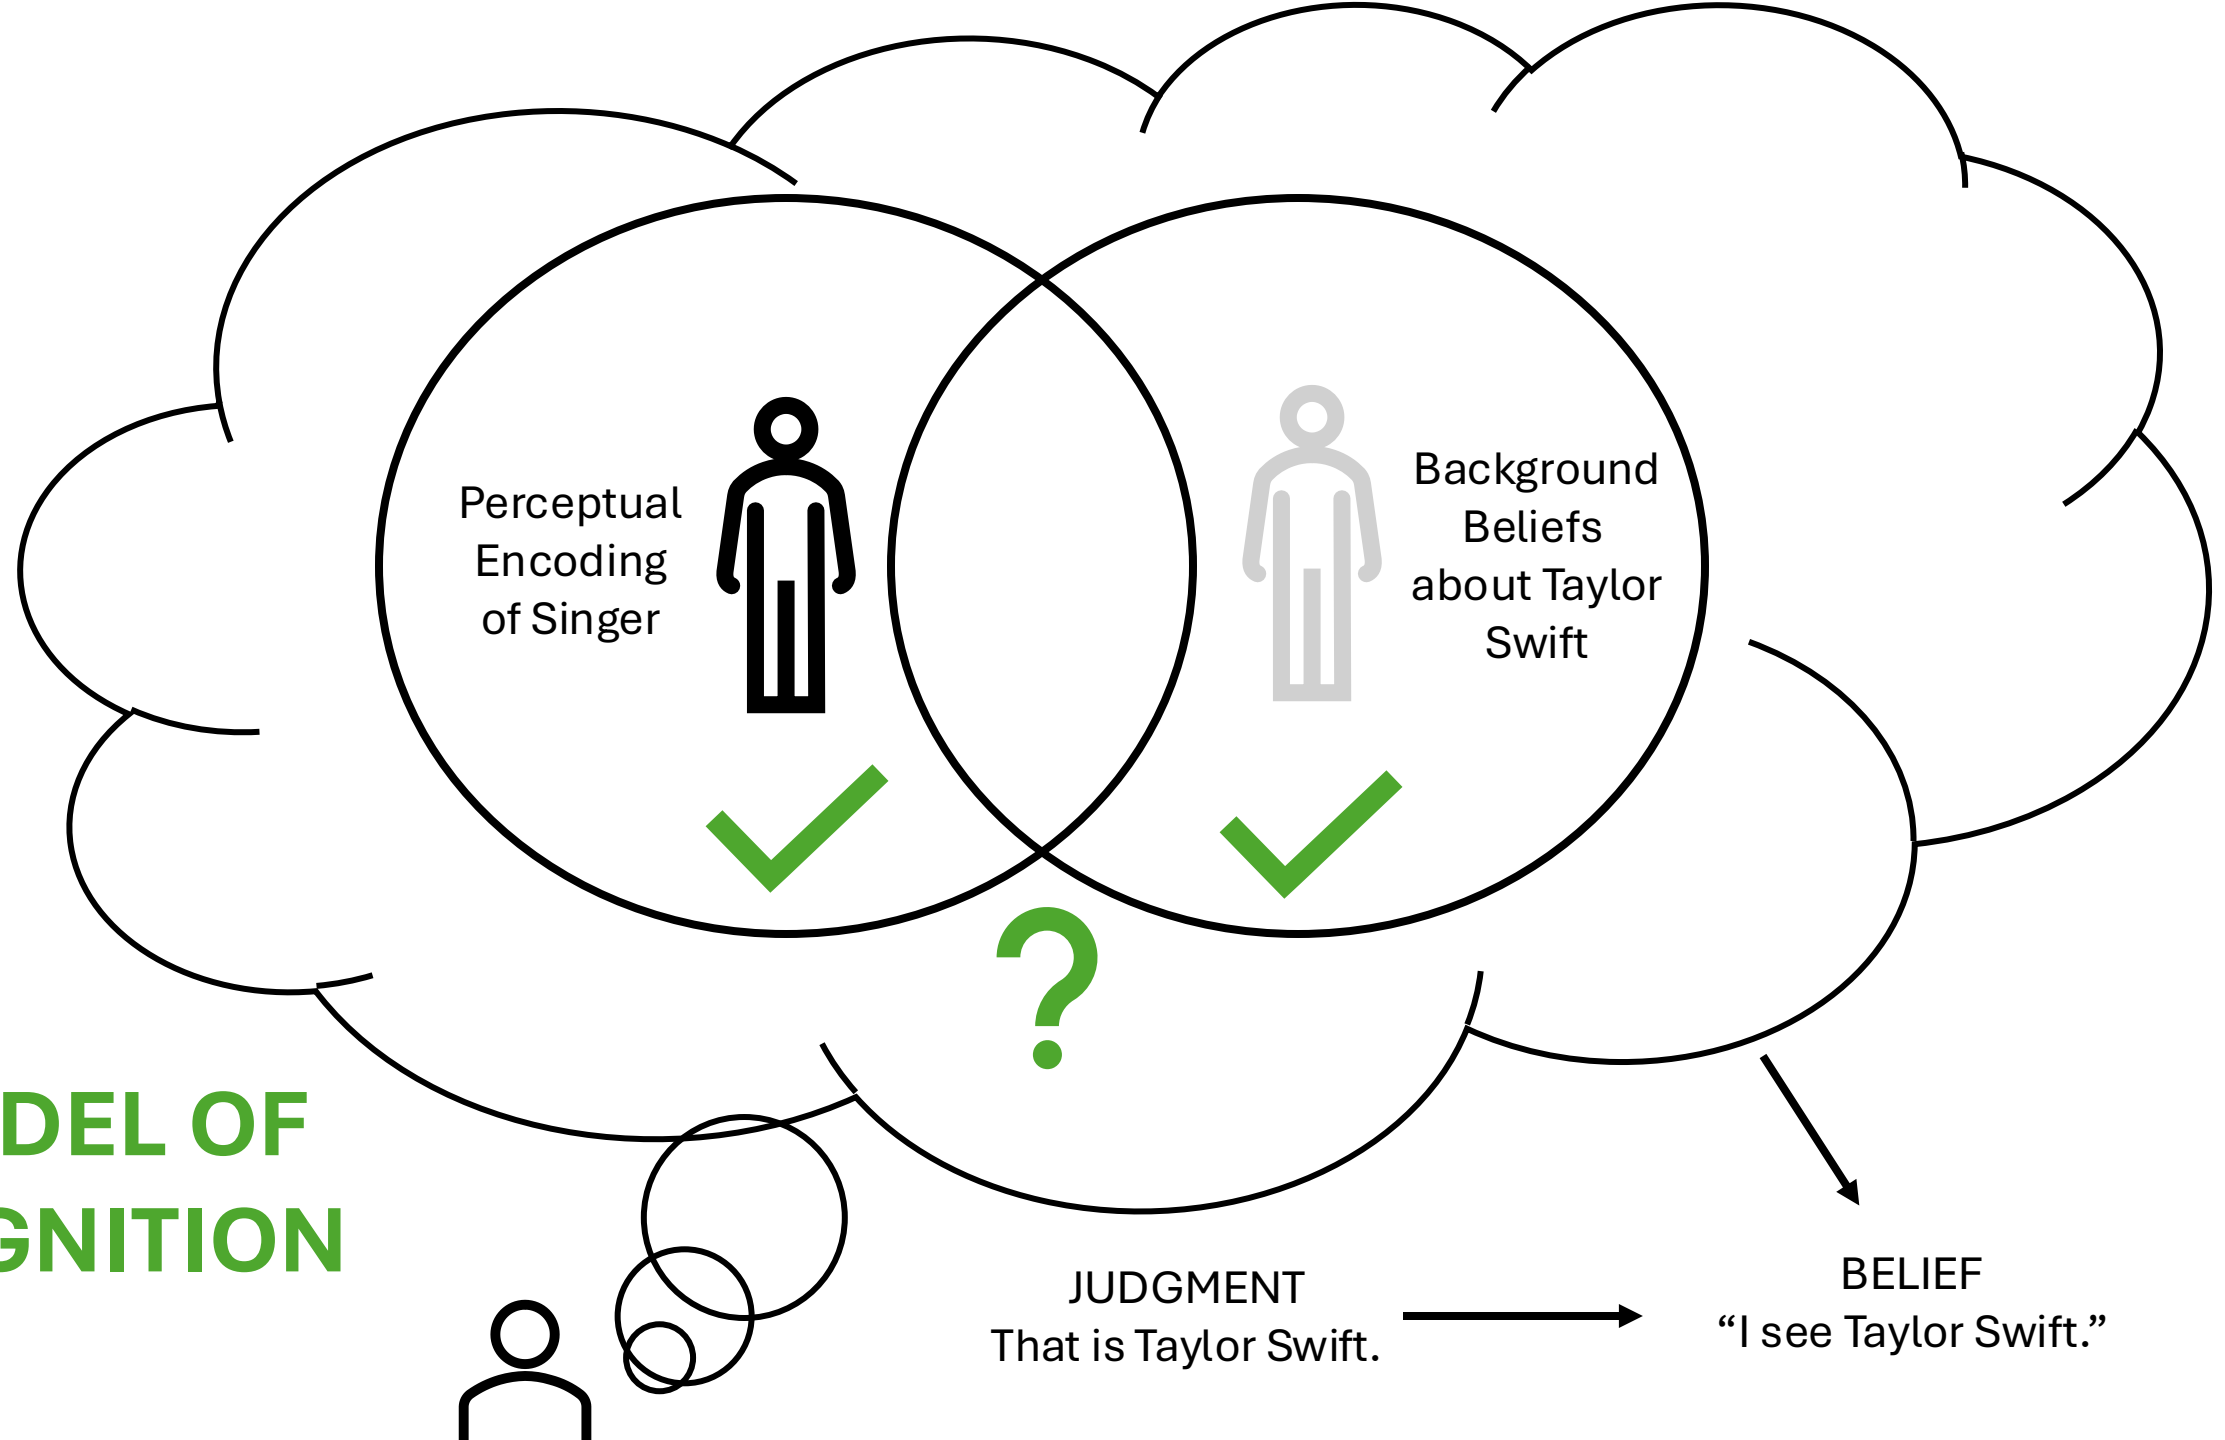 Perceptual
Encoding
of Singer
Background
Beliefs
about Taylor
Swift
?
DEL OF
GNITION
JUDGMENT
That is Taylor Swift.
BELIEF
“I see Taylor Swift.”